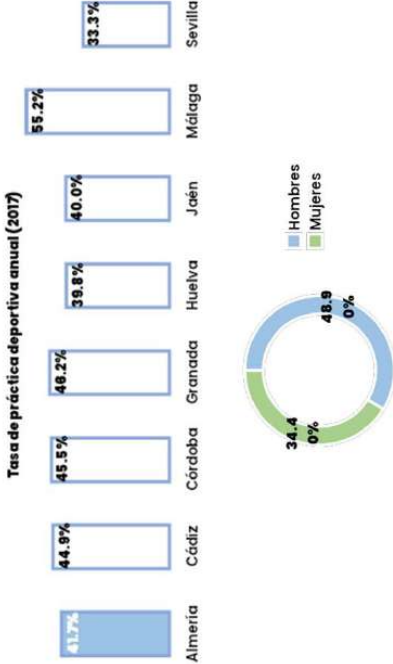 Tasa de práctica deportiva anual (2017)
41.7%
44.9%
45.5%
46.2%
39.8%
40.0%
55.2%
33.3%
Almería
Cádiz
Córdoba
Granada
Huelva
Jaén
Málaga
Sevilla
34.4
0%
48.9
0%
Hombres
Mujeres